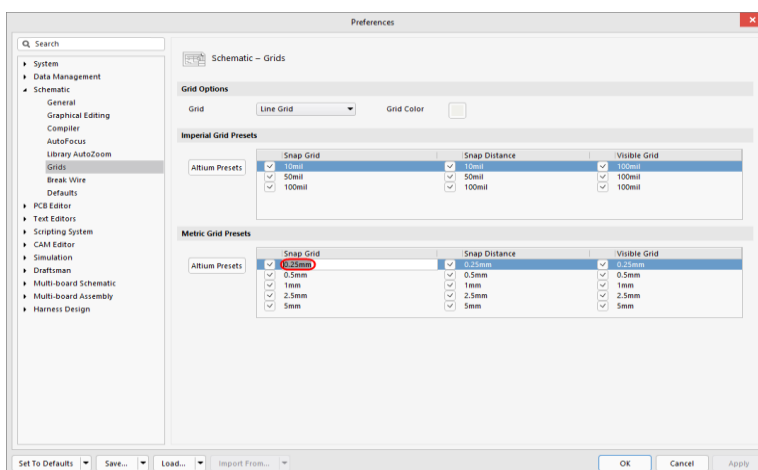 Preferences
Search
System
Data Management
Schematic
General
Graphical Editing
Compiler
AutoFocus
Library AutoZoom
Grids
Break Wire
Defaults
PCB Editor
Text Editors
Scripting System
CAM Editor
Simulation
Draftsman
Multi-board Schematic
Multi-board Assembly
Harness Design
Schematic – Grids
Grid Options
Grid Line Grid Grid Color
Imperial Grid Presets
Altium Presets
Snap Grid Snap Distance Visible Grid
10mil 10mil 100mil
50mil 50mil 100mil
100mil 100mil 100mil
Metric Grid Presets
Altium Presets
Snap Grid Snap Distance Visible Grid
0.25mm 0.25mm 0.25mm
0.5mm 0.5mm 0.5mm
1mm 1mm 1mm
2.5mm 2.5mm 2.5mm
5mm 5mm 5mm
Set To Defaults Save... Load... Import From... OK Cancel Apply